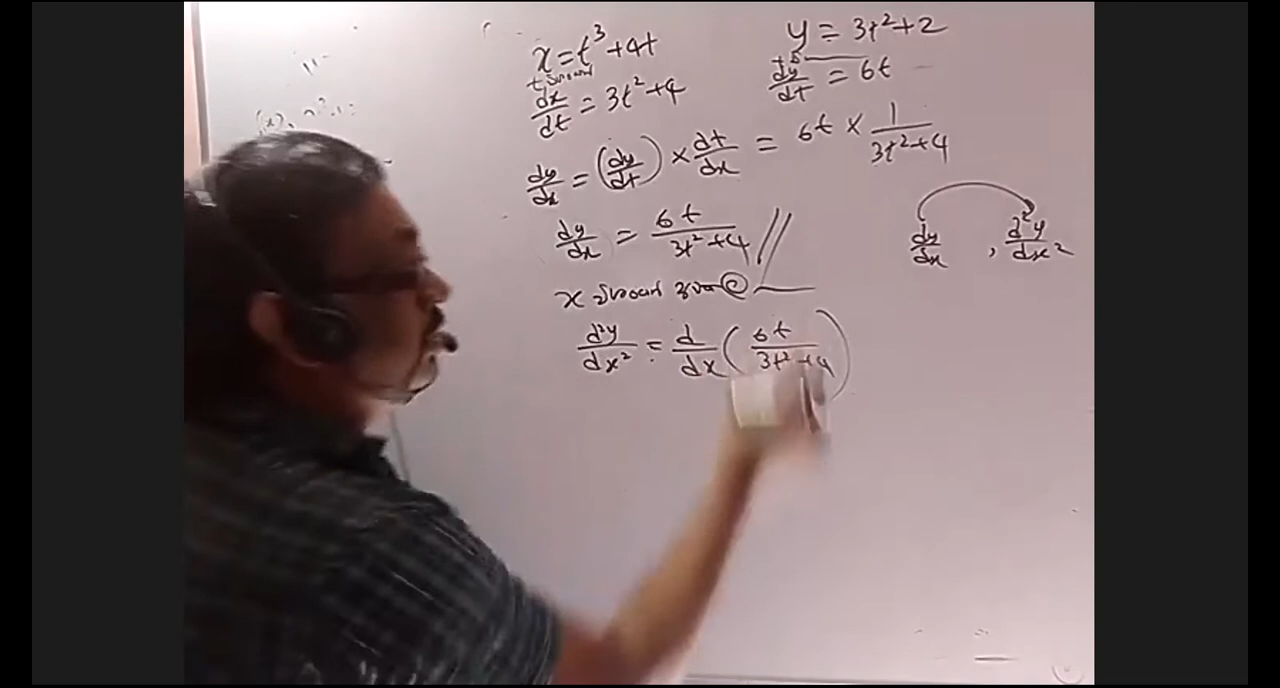 x = t³ + 4t
y = 3t² + 2
dx/dt = 3t² + 4
dy/dt = 6t
dy/dx = (dy/dt) × dt/dx = 6t × 1/(3t² + 4)
dy/dx = 6t/(3t² + 4) //
dy/dx , d²y/dx²
x
d²y/dx² = d/dx (6t/(3t² + 4))